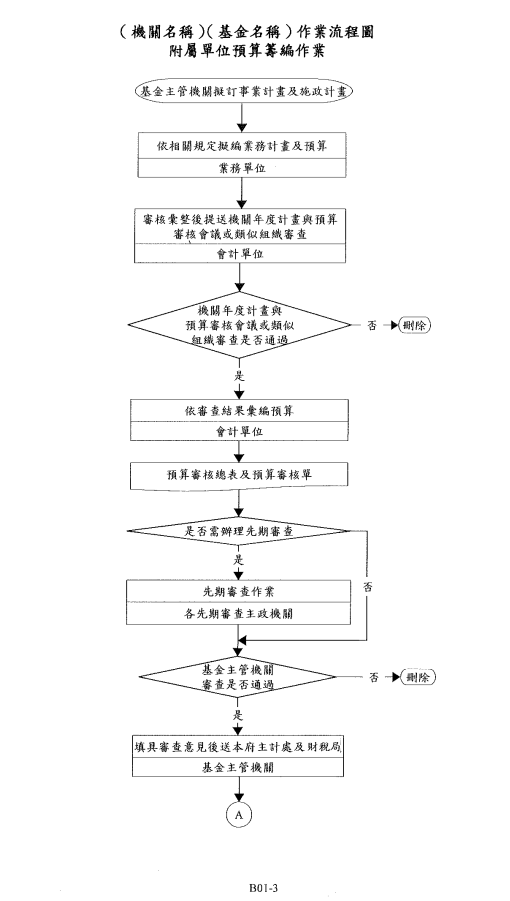 （機關名稱）（基金名稱）作業流程圖
附屬單位預算籌編作業
基金主管機關擬訂事業計畫及施政計畫
依相關規定擬編業務計畫及預算
業務單位
審核彙整後提送機關年度計畫與預算
審核會議或類似組織審查
會計單位
機關年度計畫與
預算審核會議或類似
組織審查是否通過
否
刪除
是
依審查結果彙編預算
會計單位
預算審核總表及預算審核單
是否需辦理先期審查
是
否
先期審查作業
各先期審查主政機關
基金主管機關
審查是否通過
否
刪除
是
填具審查意見後送本府主計處及財稅局
基金主管機關
A
B01-3